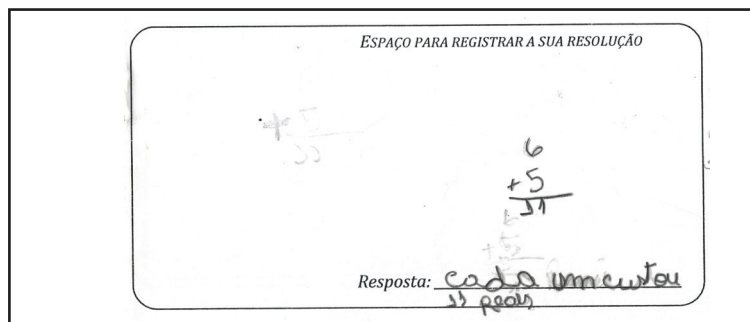 ESPAÇO PARA REGISTRAR A SUA RESOLUÇÃO
6
+ 5
11
Resposta: cada um custou
11 reais